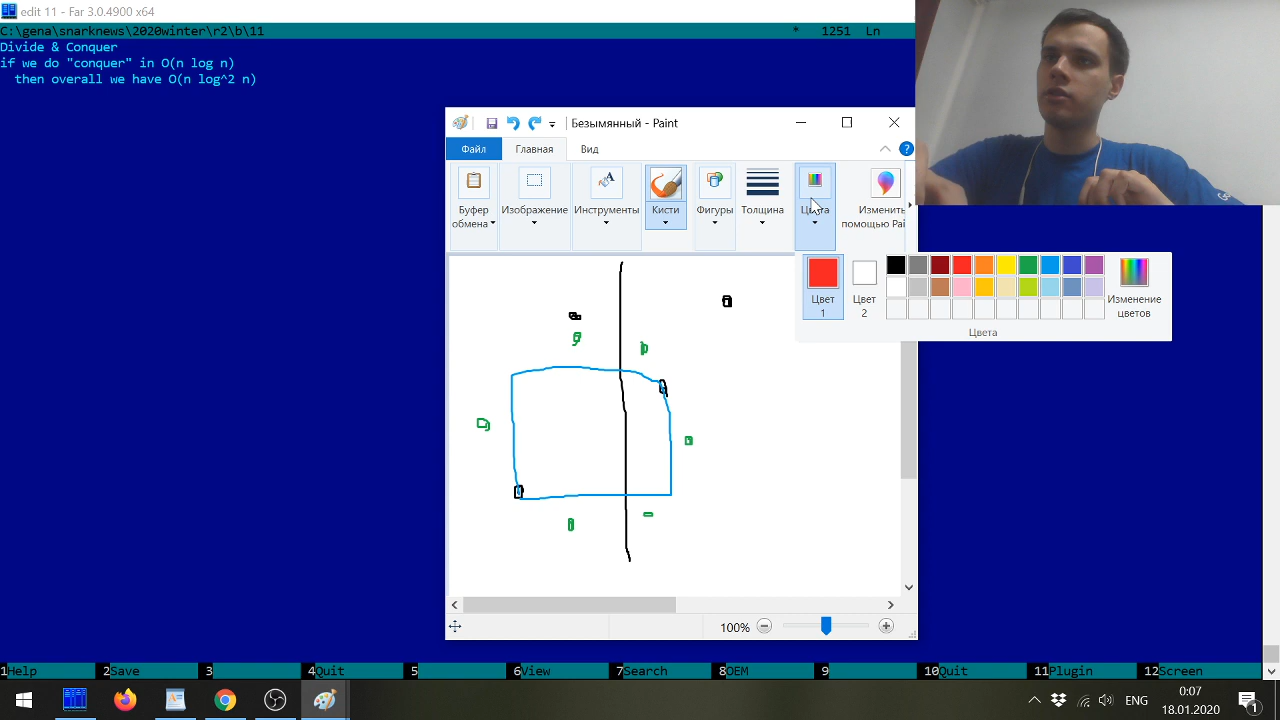 edit 11 - Far 3.0.4900 x64
C:\gena\snarknews\2020winter\r2\b\11 * 1251 Ln
Divide & Conquer
if we do "conquer" in O(n log n)
then overall we have O(n log^2 n)
Безымянный - Paint
Файл Главная Вид
Буфер обмена
Изображение
Инструменты
Кисти
Фигуры
Толщина
Цвета
Изменить
помощью Pai
Цвет 1
Цвет 2
Изменение цветов
Цвета
100%
1Help 2Save 3 4Quit 5 6View 7Search 8OEM 9 10Quit 11Plugin 12Screen
ENG
0:07
18.01.2020
1